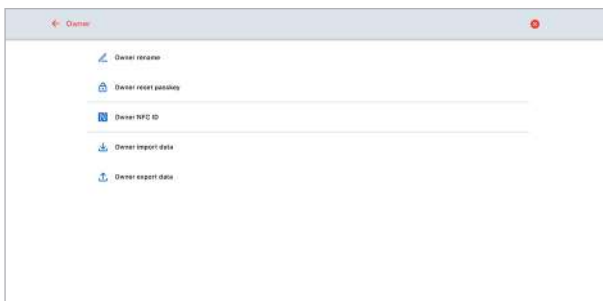 Owner
Owner rename
Owner reset passkey
Owner NFC ID
Owner import data
Owner export data